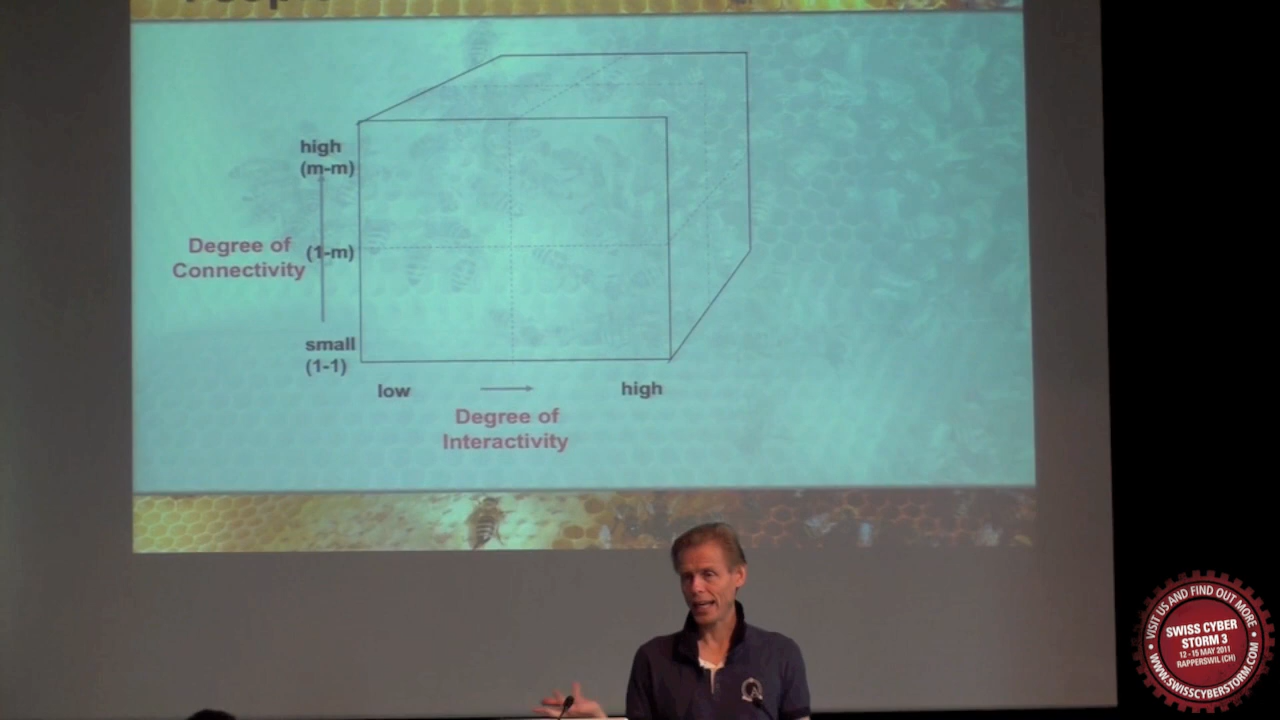 high
(m-m)
Degree of
Connectivity
(1-m)
small
(1-1)
low
high
Degree of
Interactivity
• VISIT US AND FIND OUT MORE •
SWISS CYBER
STORM 3
12 - 15 MAY 2011
RAPPERSWIL (CH)
WWW.SWISSCYBERSTORM.COM